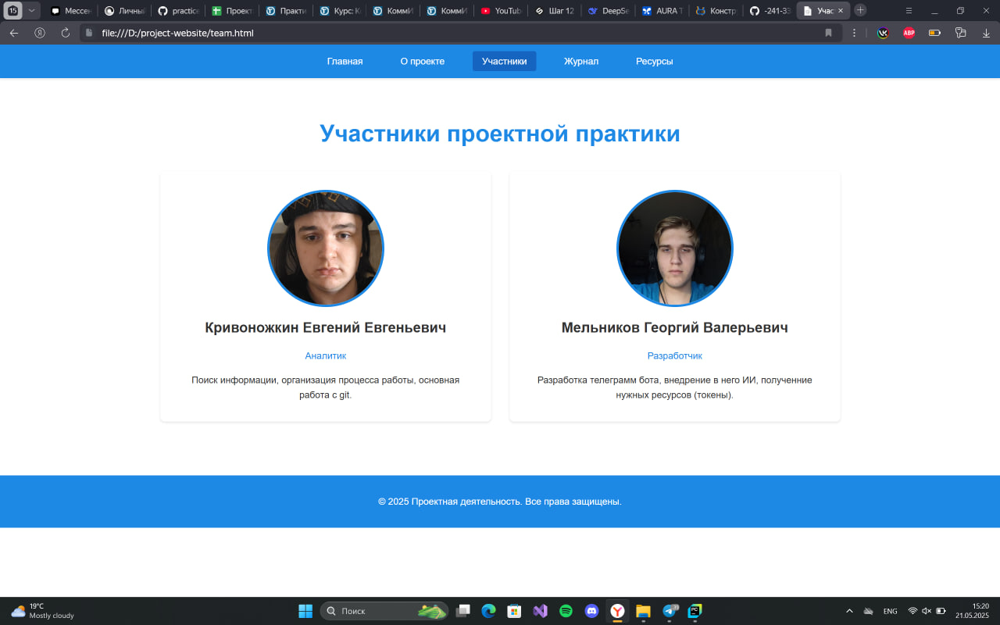 15
Мессен
Личный
practice
Проект
Практи
Курс: К
КоммИ
КоммИ
YouTub
Шаг 12
DeepSe
AURA T
Констр
-241-33
Учас
file:///D:/project-website/team.html
ABP
Главная
О проекте
Участники
Журнал
Ресурсы
Участники проектной практики
Кривоножкин Евгений Евгеньевич
Аналитик
Поиск информации, организация процесса работы, основная
работа с git.
Мельников Георгий Валерьевич
Разработчик
Разработка телеграмм бота, внедрение в него ИИ, полученние
нужных ресурсов (токены).
© 2025 Проектная деятельность. Все права защищены.
19°C
Mostly cloudy
Поиск
ENG
15:20
21.05.2025